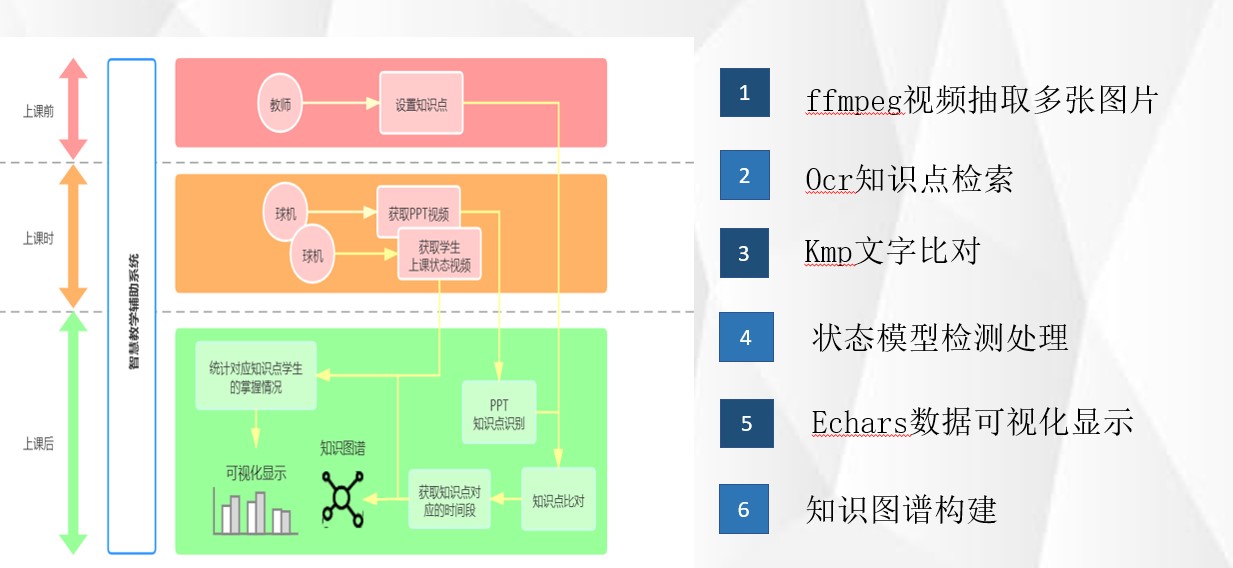 上课前
教师
设置知识点
上课时
球机
获取PPT视频
球机
获取学生
上课状态视频
智慧教学辅助系统
上课后
统计对应知识点学生
的掌握情况
PPT
知识点识别
可视化显示
知识图谱
获取知识点对
应的时间段
知识点比对
1
ffmpeg视频抽取多张图片
2
Ocr知识点检索
3
Kmp文字比对
4
状态模型检测处理
5
Echars数据可视化显示
6
知识图谱构建